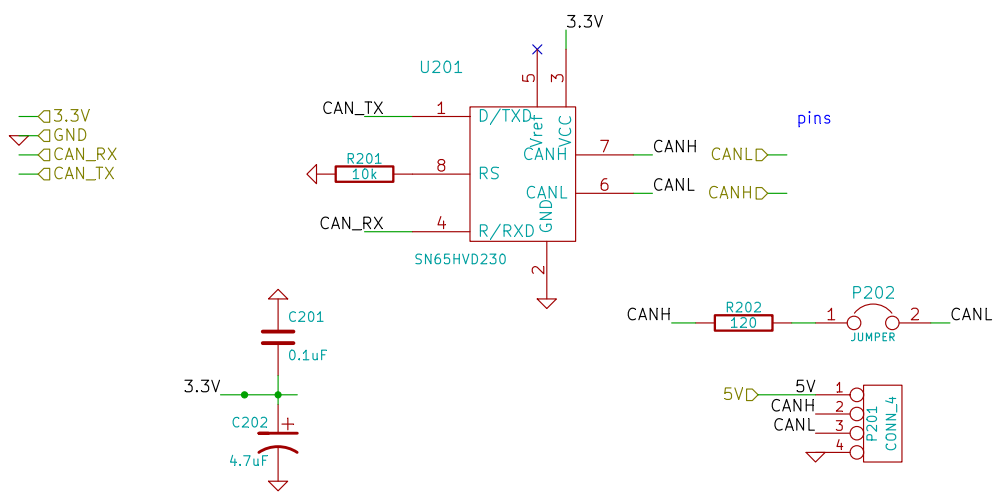 3.3V
U201
5
3
CAN_TX
1
D/TXD
Vref
VCC
pins
3.3V
GND
CAN_RX
CAN_TX
CANH
7
CANH
CANL
R201
10k
8
RS
CANL
6
CANL
CANH
CAN_RX
4
R/RXD
GND
SN65HVD230
2
C201
0.1uF
CANH
R202
120
1
P202
2
CANL
JUMPER
3.3V
C202
4.7uF
5V
5V
1
CANH
2
CANL
3
4
P201
CONN_4